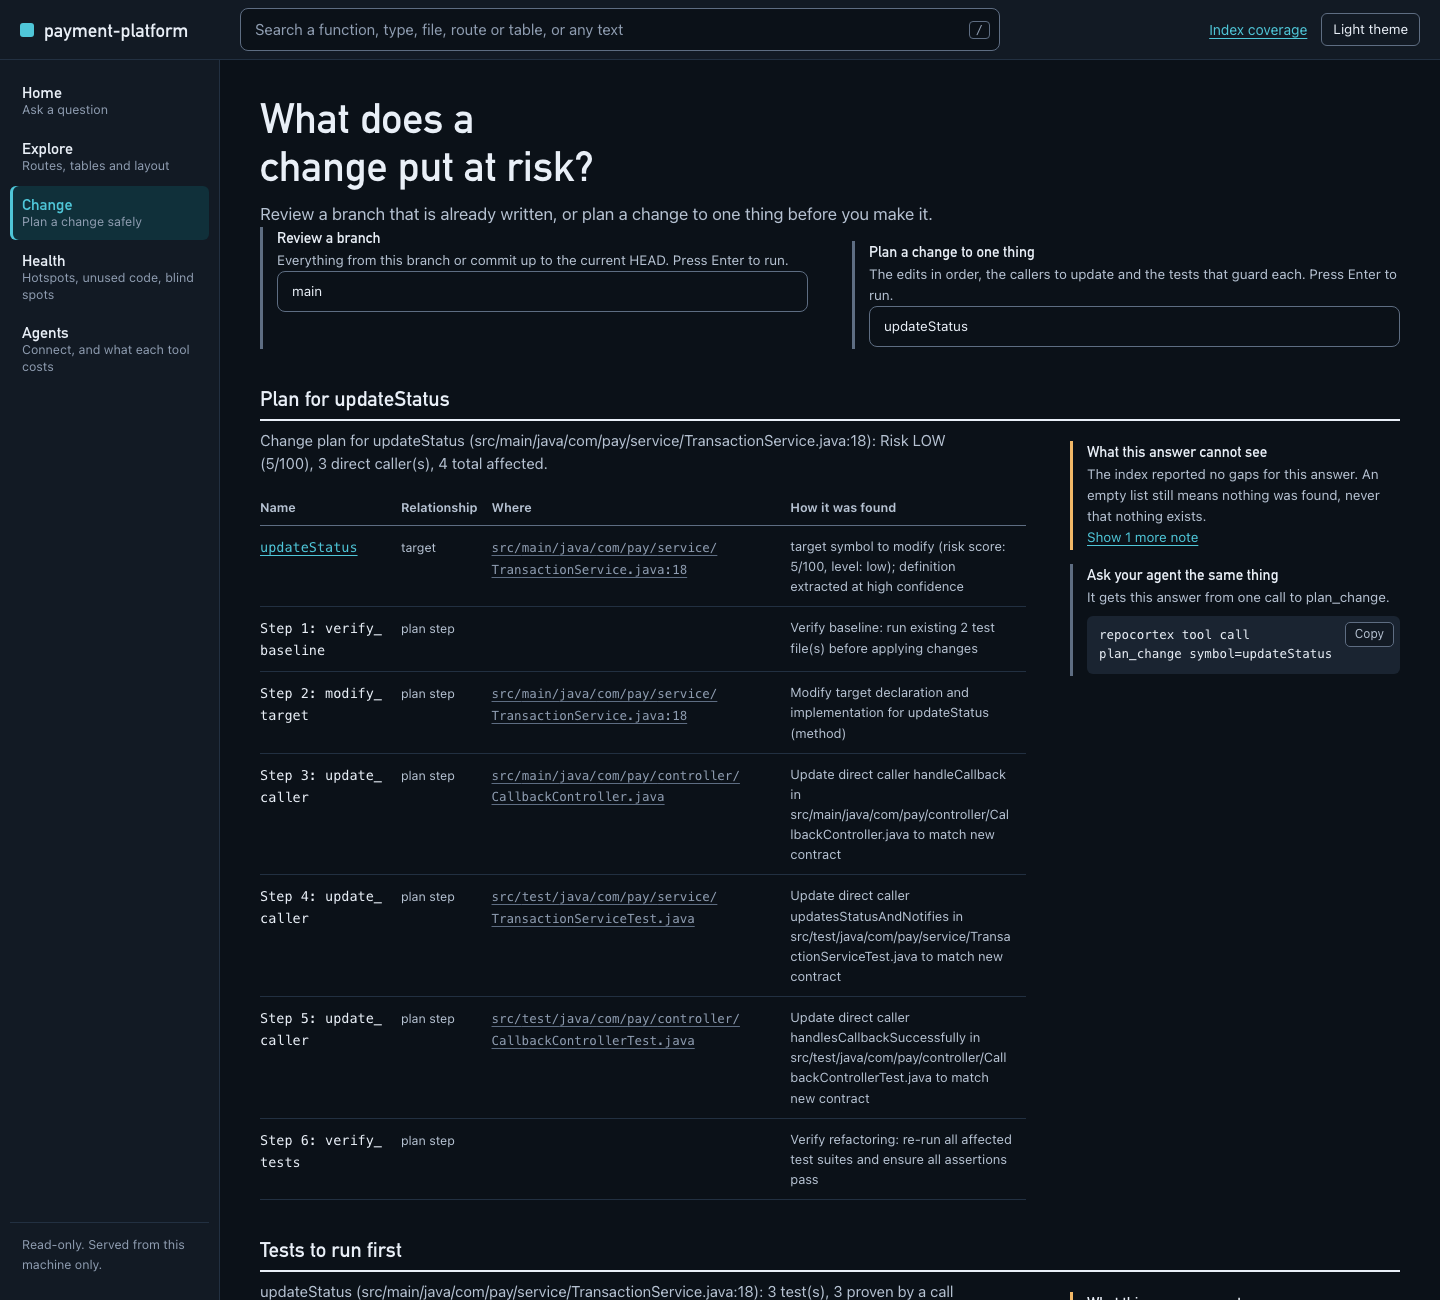 payment-platform
Search a function, type, file, route or table, or any text
/
Index coverage
Light theme
Home
Ask a question
Explore
Routes, tables and layout
Change
Plan a change safely
Health
Hotspots, unused code, blind
spots
Agents
Connect, and what each tool
costs
Read-only. Served from this
machine only.
What does a
change put at risk?
Review a branch that is already written, or plan a change to one thing before you make it.
Review a branch
Everything from this branch or commit up to the current HEAD. Press Enter to run.
main
Plan a change to one thing
The edits in order, the callers to update and the tests that guard each. Press Enter to
run.
updateStatus
Plan for updateStatus
Change plan for updateStatus (src/main/java/com/pay/service/TransactionService.java:18): Risk LOW
(5/100), 3 direct caller(s), 4 total affected.
Name Relationship Where How it was found
updateStatus target src/main/java/com/pay/service/ target symbol to modify (risk score:
TransactionService.java:18 5/100, level: low); definition
extracted at high confidence
Step 1: verify_ plan step Verify baseline: run existing 2 test
baseline file(s) before applying changes
Step 2: modify_ plan step src/main/java/com/pay/service/ Modify target declaration and
target TransactionService.java:18 implementation for updateStatus
(method)
Step 3: update_ plan step src/main/java/com/pay/controller/ Update direct caller handleCallback
caller CallbackController.java in
src/main/java/com/pay/controller/Cal
lbackController.java to match new
contract
Step 4: update_ plan step src/test/java/com/pay/service/ Update direct caller
caller TransactionServiceTest.java updatesStatusAndNotifies in
src/test/java/com/pay/service/Transa
ctionServiceTest.java to match new
contract
Step 5: update_ plan step src/test/java/com/pay/controller/ Update direct caller
caller CallbackControllerTest.java handlesCallbackSuccessfully in
src/test/java/com/pay/controller/Call
backControllerTest.java to match
new contract
Step 6: verify_ plan step Verify refactoring: re-run all affected
tests test suites and ensure all assertions
pass
What this answer cannot see
The index reported no gaps for this answer. An
empty list still means nothing was found, never
that nothing exists.
Show 1 more note
Ask your agent the same thing
It gets this answer from one call to plan_change.
repocortex tool call
plan_change symbol=updateStatus
Copy
Tests to run first
updateStatus (src/main/java/com/pay/service/TransactionService.java:18): 3 test(s), 3 proven by a call